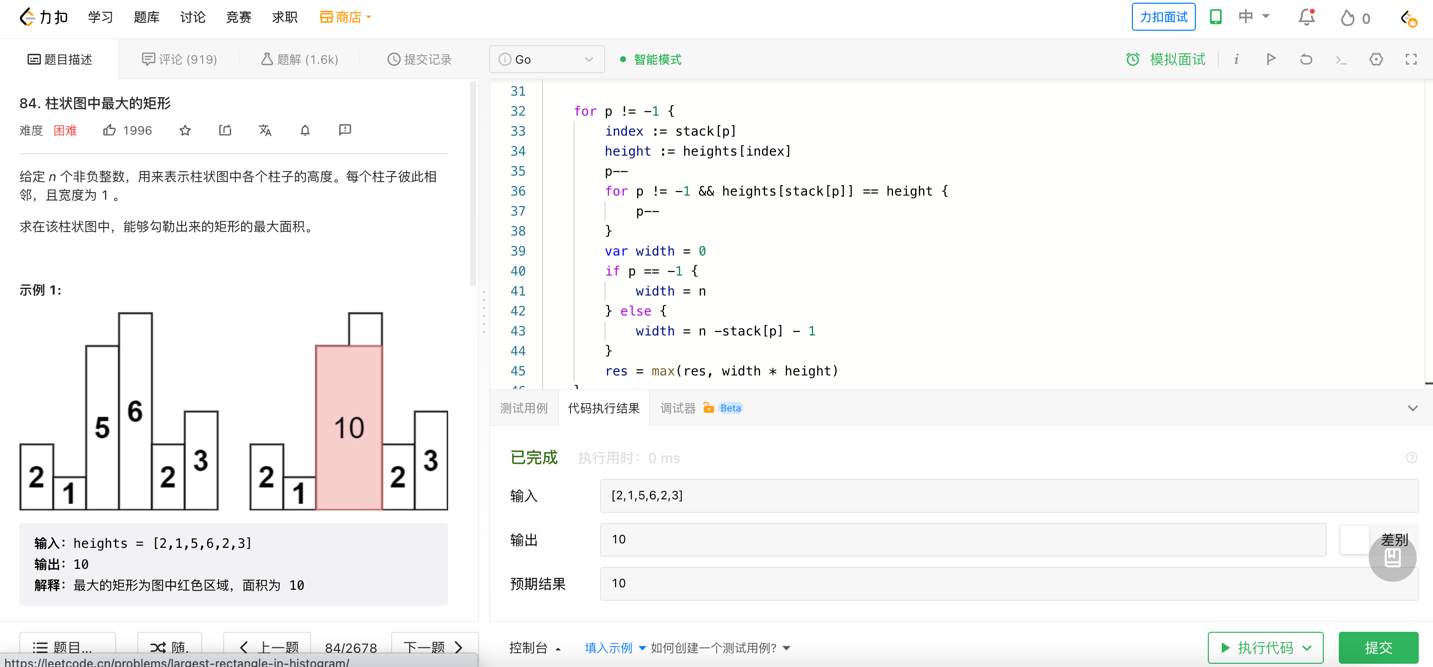 力扣 学习 题库 讨论 竞赛 求职 商店 力扣面试 中 0
题目描述 评论 (919) 题解 (1.6k) 提交记录
84. 柱状图中最大的矩形
难度 困难 1996
给定 n 个非负整数，用来表示柱状图中各个柱子的高度。每个柱子彼此相
邻，且宽度为 1 。
求在该柱状图中，能够勾勒出来的矩形的最大面积。
示例 1:
2 1 5 6 2 3
2 1 10 2 3
输入：heights = [2,1,5,6,2,3]
输出：10
解释：最大的矩形为图中红色区域，面积为 10
题目... 随. 上一题 84/2678 下一题
https://leetcode.cn/problems/largest-rectangle-in-histogram/
Go 智能模式 模拟面试 i
31
32 for p != -1 {
33 index := stack[p]
34 height := heights[index]
35 p--
36 for p != -1 && heights[stack[p]] == height {
37 p--
38 }
39 var width = 0
40 if p == -1 {
41 width = n
42 } else {
43 width = n -stack[p] - 1
44 }
45 res = max(res, width * height)
46 }
测试用例 代码执行结果 调试器 Beta
已完成 执行用时：0 ms
输入 [2,1,5,6,2,3]
输出 10 差别
预期结果 10
控制台 填入示例 如何创建一个测试用例? 执行代码 提交